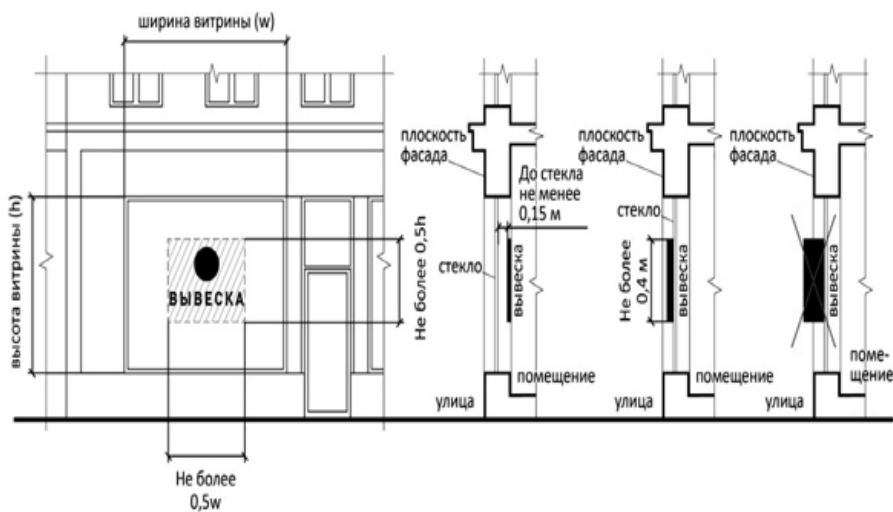 ширина витрины (w)
высота витрины (h)
ВЫВЕСКА
Не более 0,5h
Не более
0,5w
плоскость
фасада
До стекла
не менее
0,15 м
стекло
вывеска
помещение
улица
плоскость
фасада
стекло
Не более
0,4 м
вывеска
помещение
улица
плоскость
фасада
вывеска
поме-
щение
улица